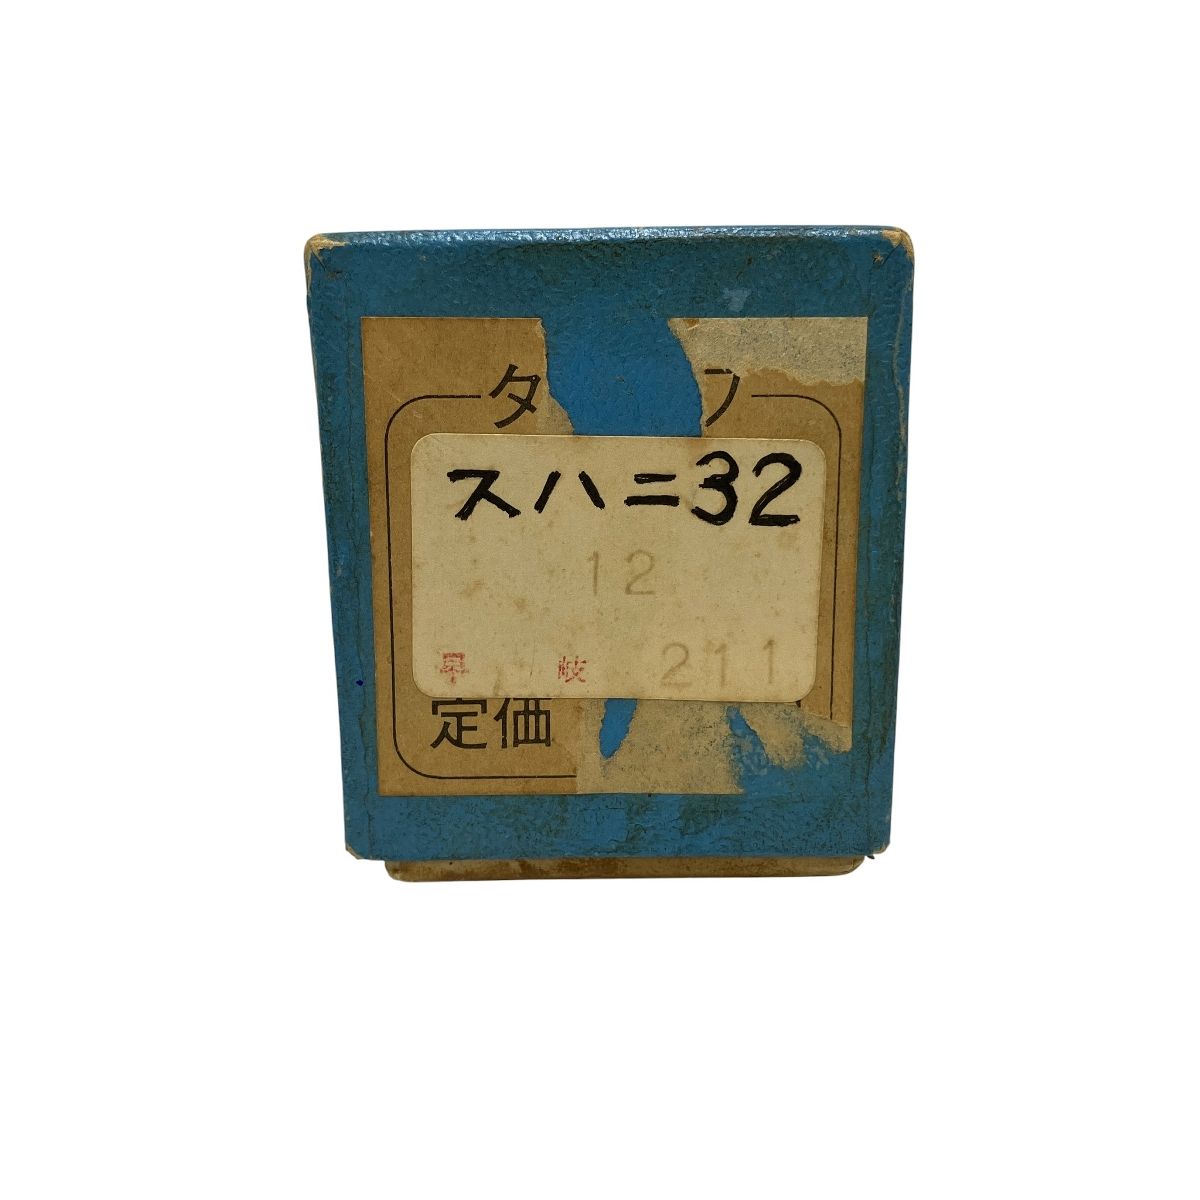 タ フ
スハニ32
12
早 岐 211
定価